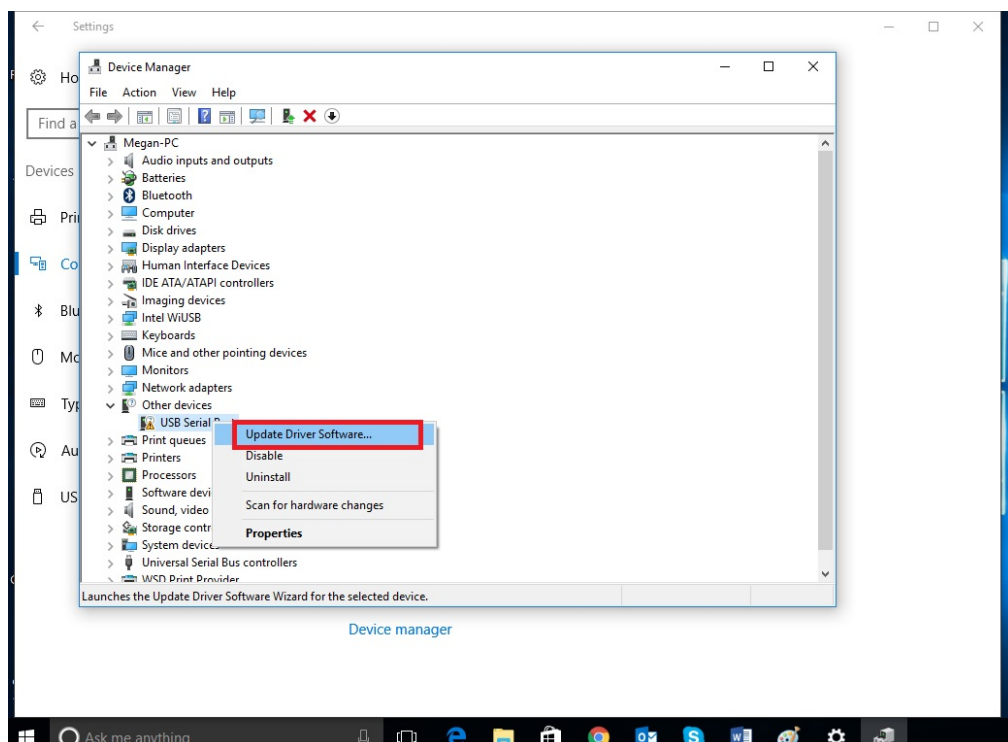 Settings
Device Manager
File Action View Help
Megan-PC
Audio inputs and outputs
Batteries
Bluetooth
Computer
Disk drives
Display adapters
Human Interface Devices
IDE ATA/ATAPI controllers
Imaging devices
Intel WiUSB
Keyboards
Mice and other pointing devices
Monitors
Network adapters
Other devices
USB Serial
Print queues
Printers
Processors
Software devi
Sound, video
Storage contr
System devices
Universal Serial Bus controllers
WSD Print Provider
Update Driver Software...
Disable
Uninstall
Scan for hardware changes
Properties
Launches the Update Driver Software Wizard for the selected device.
Ho
Find a
Devices
Pri
Co
Blu
Mo
Typ
Au
US
Device manager
Ask me anything